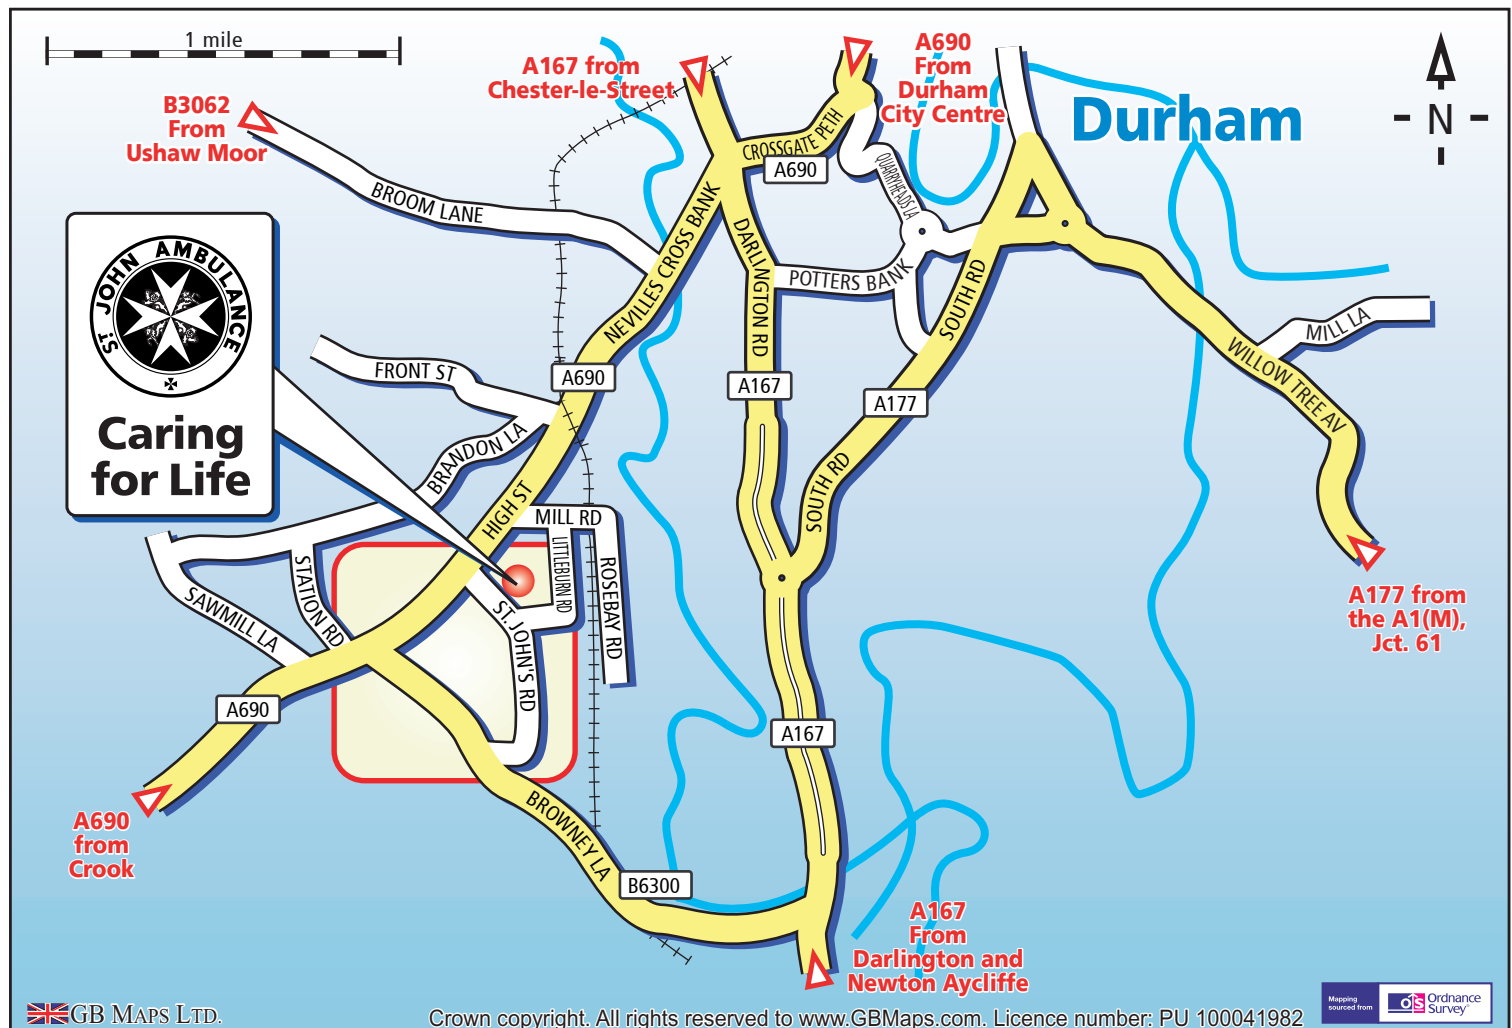 1 mile
A167 from
Chester-le-Street
A690
From
Durham
City Centre
B3062
From
Ushaw Moor
Durham
N
CROSSGATE PETH
A690
QUARRYHEADS LA
BROOM LANE
NEVILLES CROSS BANK
DARLINGTON RD
POTTERS BANK
SOUTH RD
MILL LA
WILLOW TREE AV
ST. JOHN AMBULANCE
Caring
for Life
FRONT ST
A690
A167
A177
BRANDON LA
HIGH ST
SOUTH RD
MILL RD
LITTLEBURN RD
ROSEBAY RD
STATION RD
SAWMILL LA
ST. JOHN'S RD
A177 from
the A1(M),
Jct. 61
A690
A167
A690
from
Crook
BROWNEY LA
B6300
A167
From
Darlington and
Newton Aycliffe
GB MAPS LTD.
Crown copyright. All rights reserved to www.GBMaps.com. Licence number: PU 100041982
Mapping
sourced from
OS Ordnance
Survey®